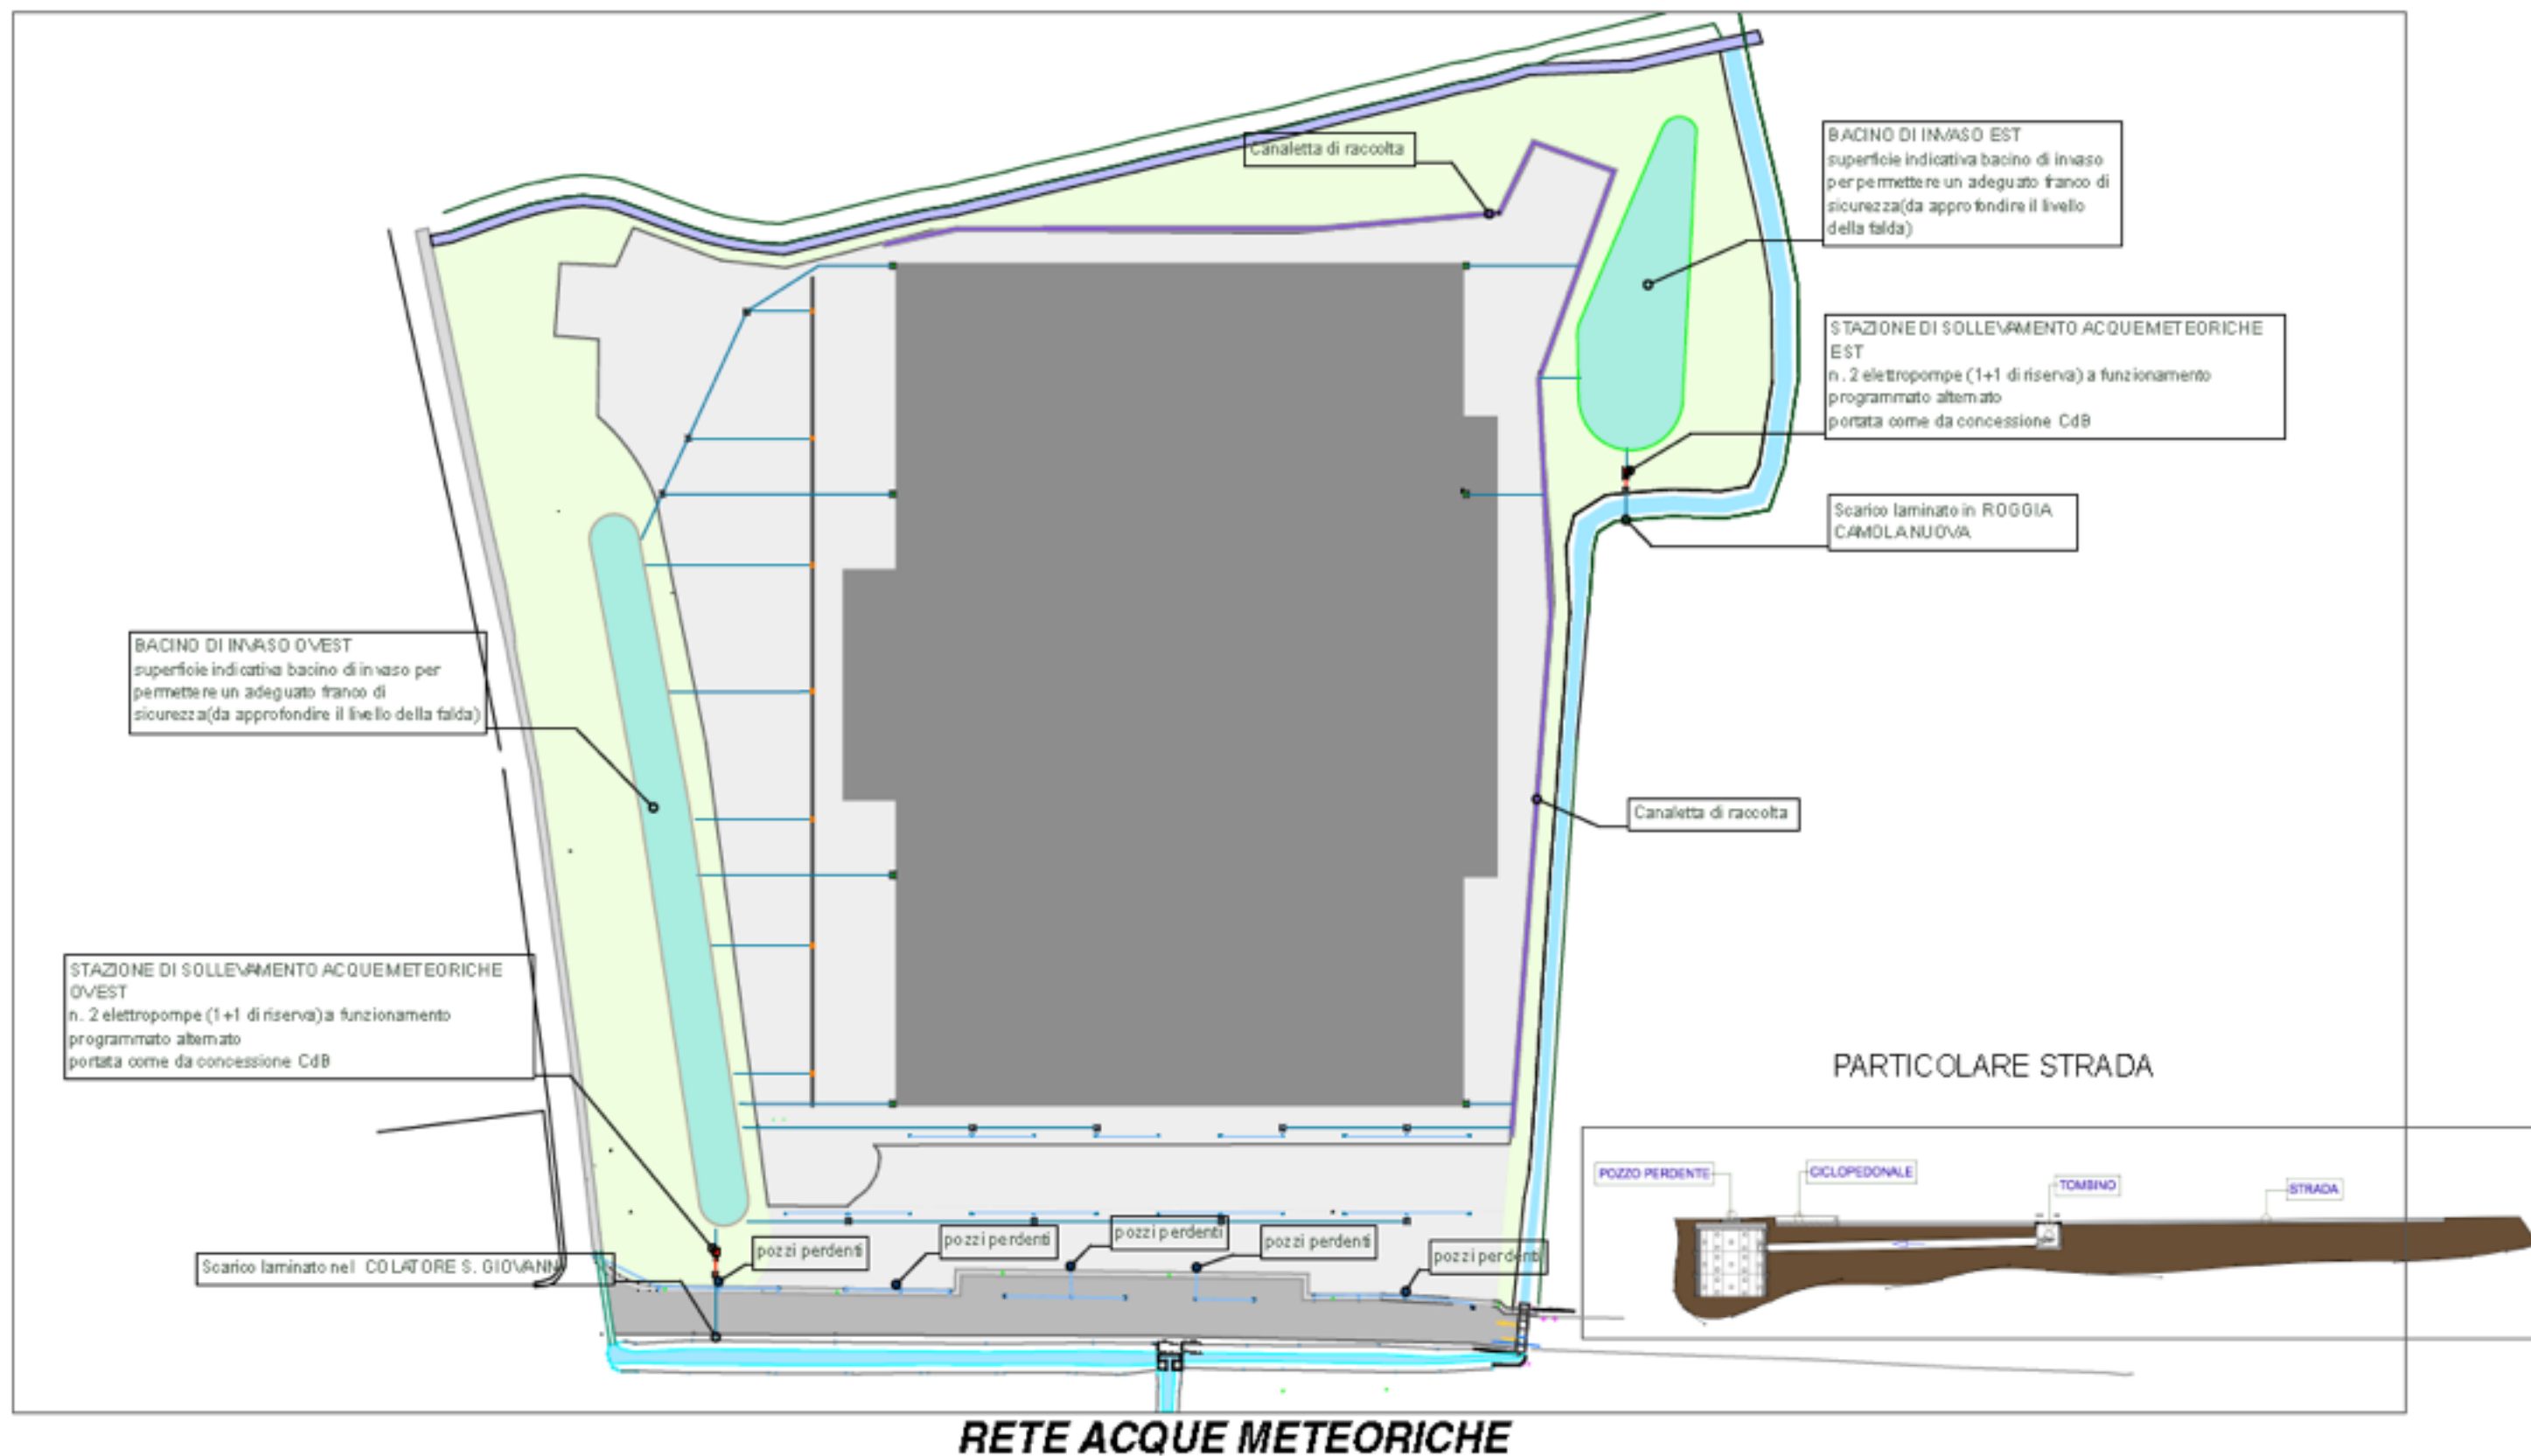 Canaletta di raccolta
BACINO DI INVASO EST
superficie indicativa bacino di invaso
per permettere un adeguato franco di
sicurezza(da approfondire il livello
della falda)
STAZIONE DI SOLLEVAMENTO ACQUE METEORICHE
EST
n. 2 elettropompe (1+1 di riserva) a funzionamento
programmato alternato
portata come da concessione CdB
Scarico laminato in ROGGIA
CAMOLA NUOVA
BACINO DI INVASO OVEST
superficie indicativa bacino di invaso per
permettere un adeguato franco di
sicurezza(da approfondire il livello della falda)
Canaletta di raccolta
STAZIONE DI SOLLEVAMENTO ACQUE METEORICHE
OVEST
n. 2 elettropompe (1+1 di riserva) a funzionamento
programmato alternato
portata come da concessione CdB
PARTICOLARE STRADA
POZZO PERDENTE
CICLOPEDONALE
TOMBINO
STRADA
Scarico laminato nel COLATORE S. GIOVANNI
pozzi perdenti
pozzi perdenti
pozzi perdenti
pozzi perdenti
pozzi perdenti
RETE ACQUE METEORICHE